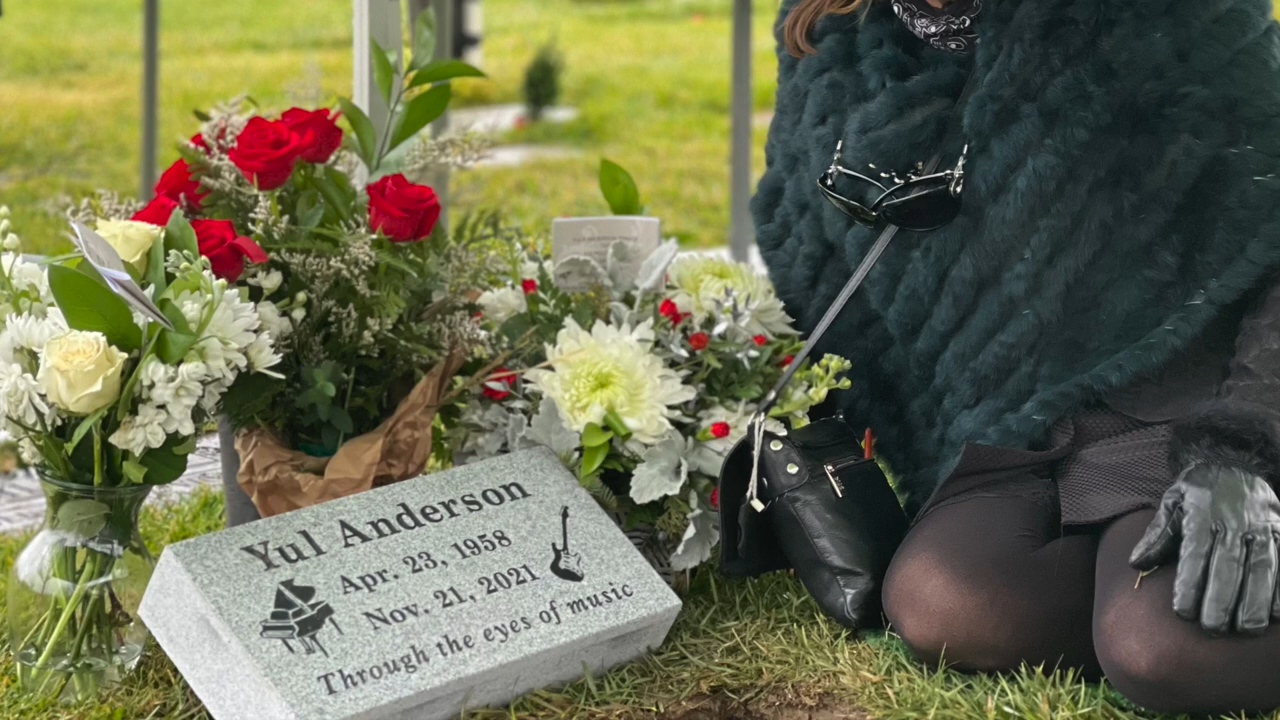 Yul Anderson
Apr. 23, 1958
Nov. 21, 2021
Through the eyes of music